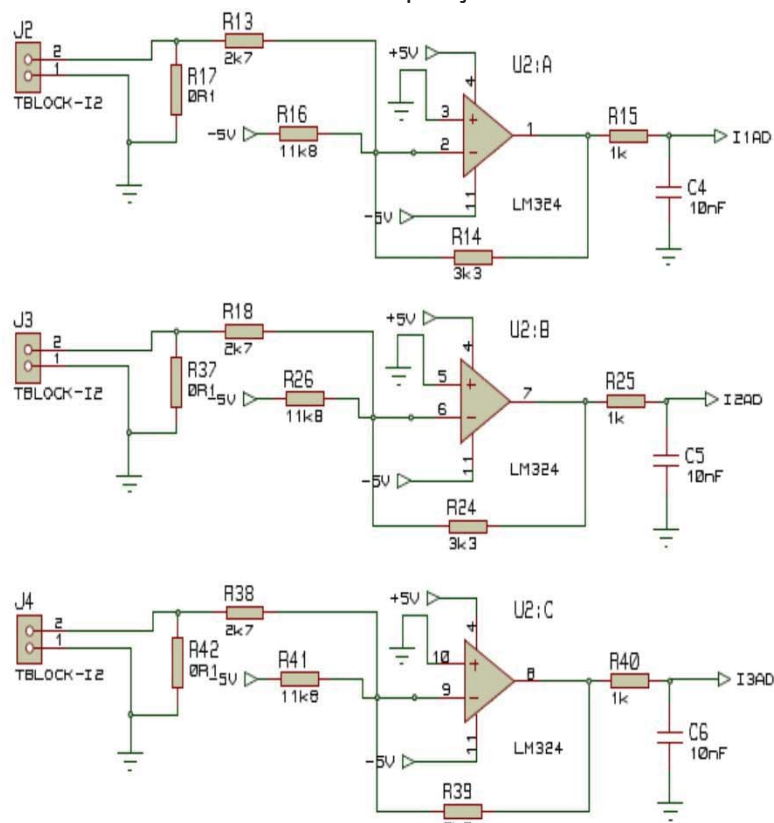 J2
2
1
TBLOCK-I2
R13
2k7
R17
0R1
R16
11k8
-5V
+5V
4
3
2
1
11
-5V
U2:A
LM324
R14
3k3
R15
1k
C4
10nF
I1AD
J3
2
1
TBLOCK-I2
R18
2k7
R37
0R1
-5V
R26
11k8
+5V
4
5
6
7
11
-5V
U2:B
LM324
R24
3k3
R25
1k
C5
10nF
I2AD
J4
2
1
TBLOCK-I2
R38
2k7
R42
0R1
-5V
R41
11k8
+5V
4
10
9
8
11
-5V
U2:C
LM324
R39
R40
1k
C6
10nF
I3AD